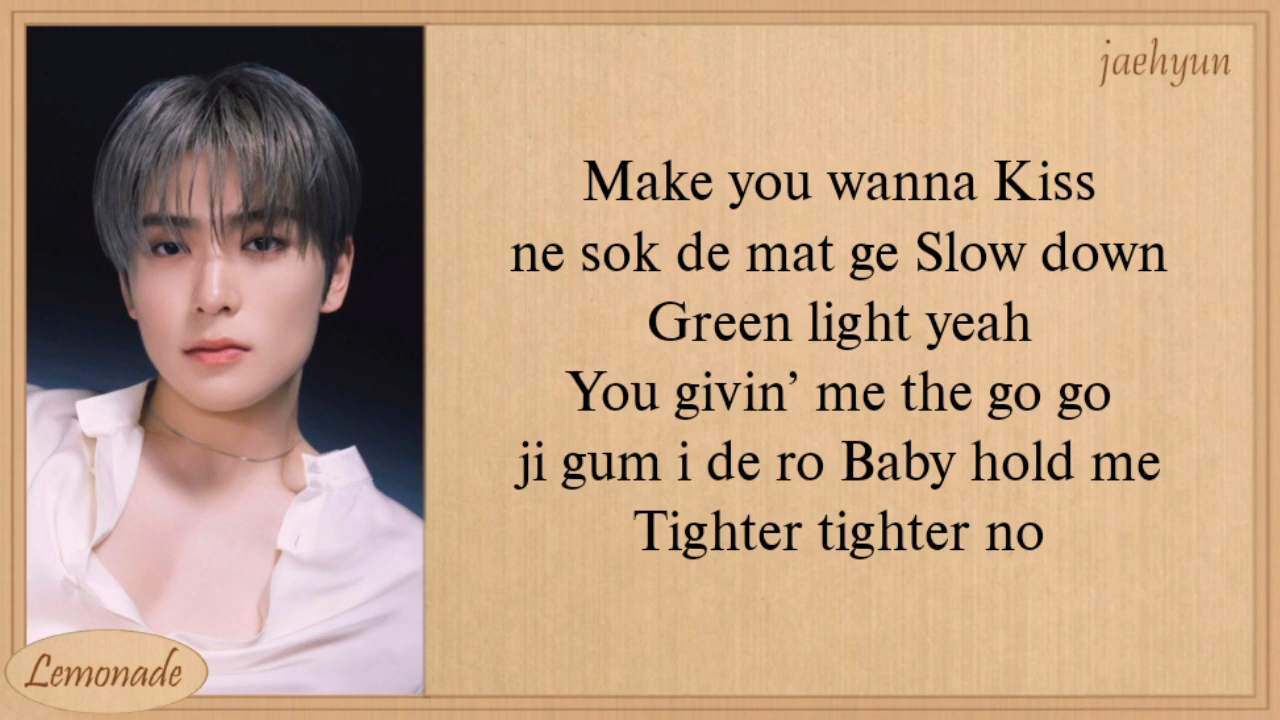 jaehyun
Make you wanna Kiss
ne sok de mat ge Slow down
Green light yeah
You givin’ me the go go
ji gum i de ro Baby hold me
Tighter tighter no
Lemonade